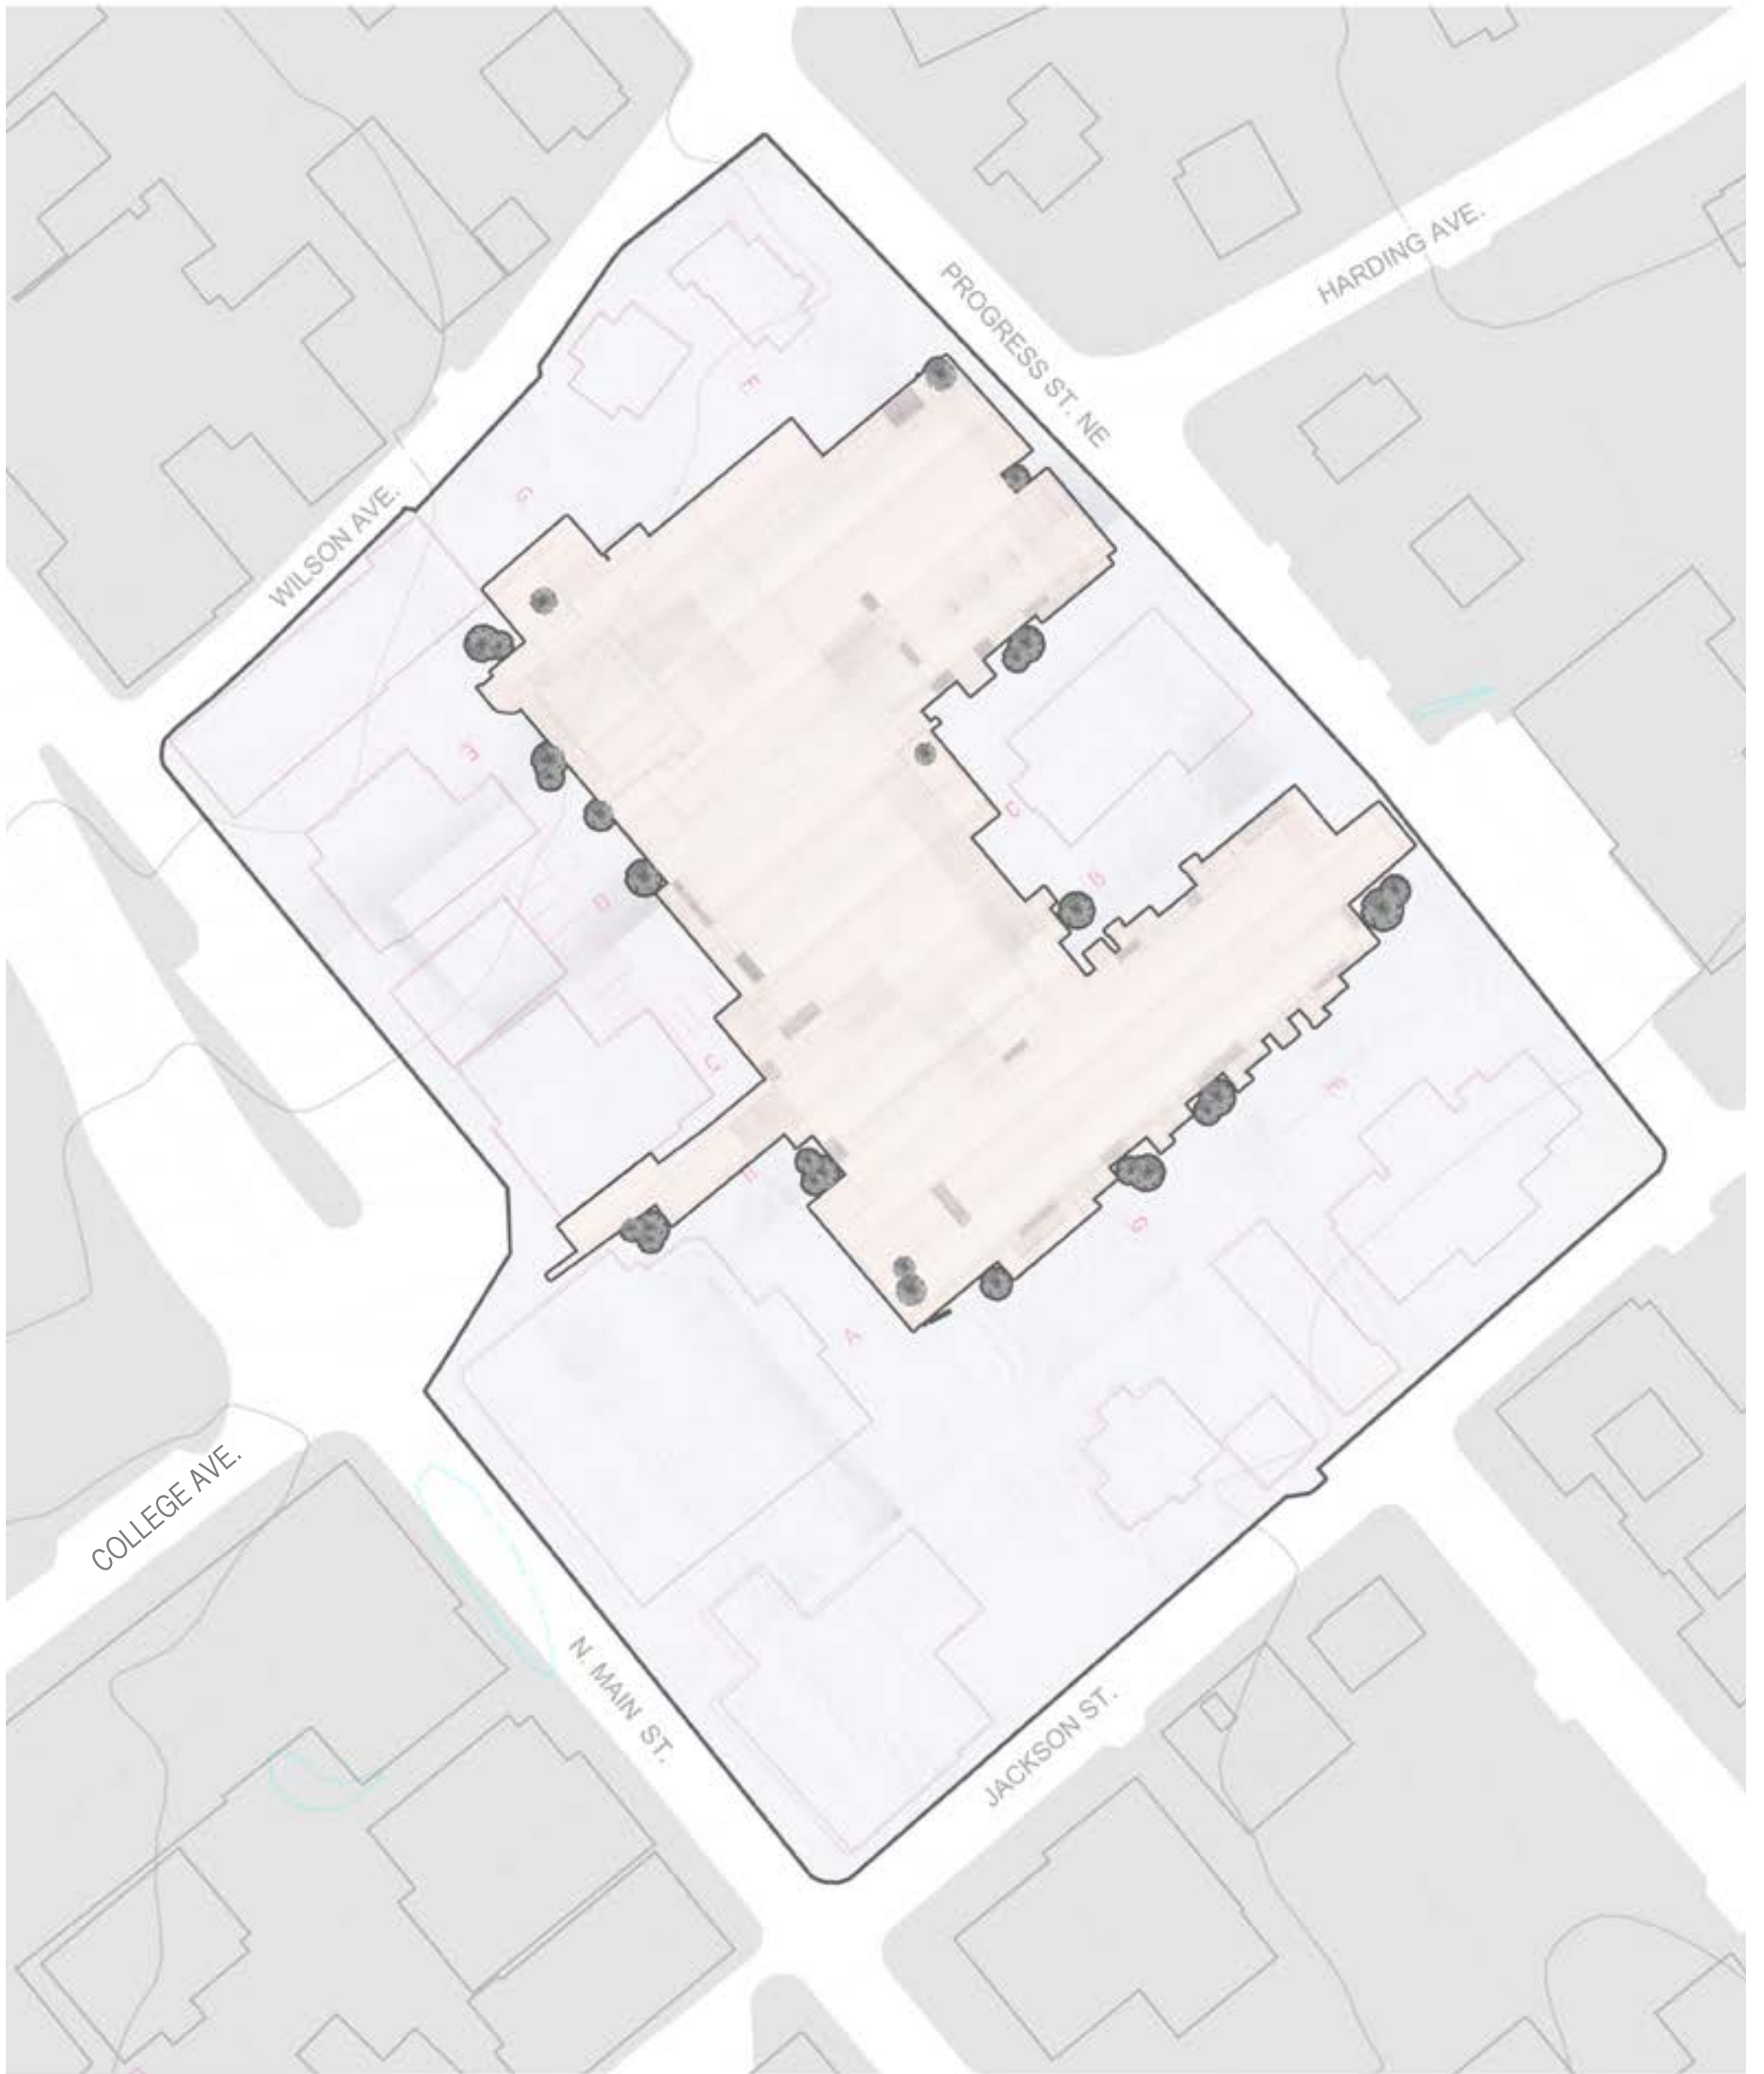 HARDING AVE.
PROGRESS ST. NE
F
G
WILSON AVE.
E
C
B
D
C
E
G
A
COLLEGE AVE.
N. MAIN ST.
JACKSON ST.